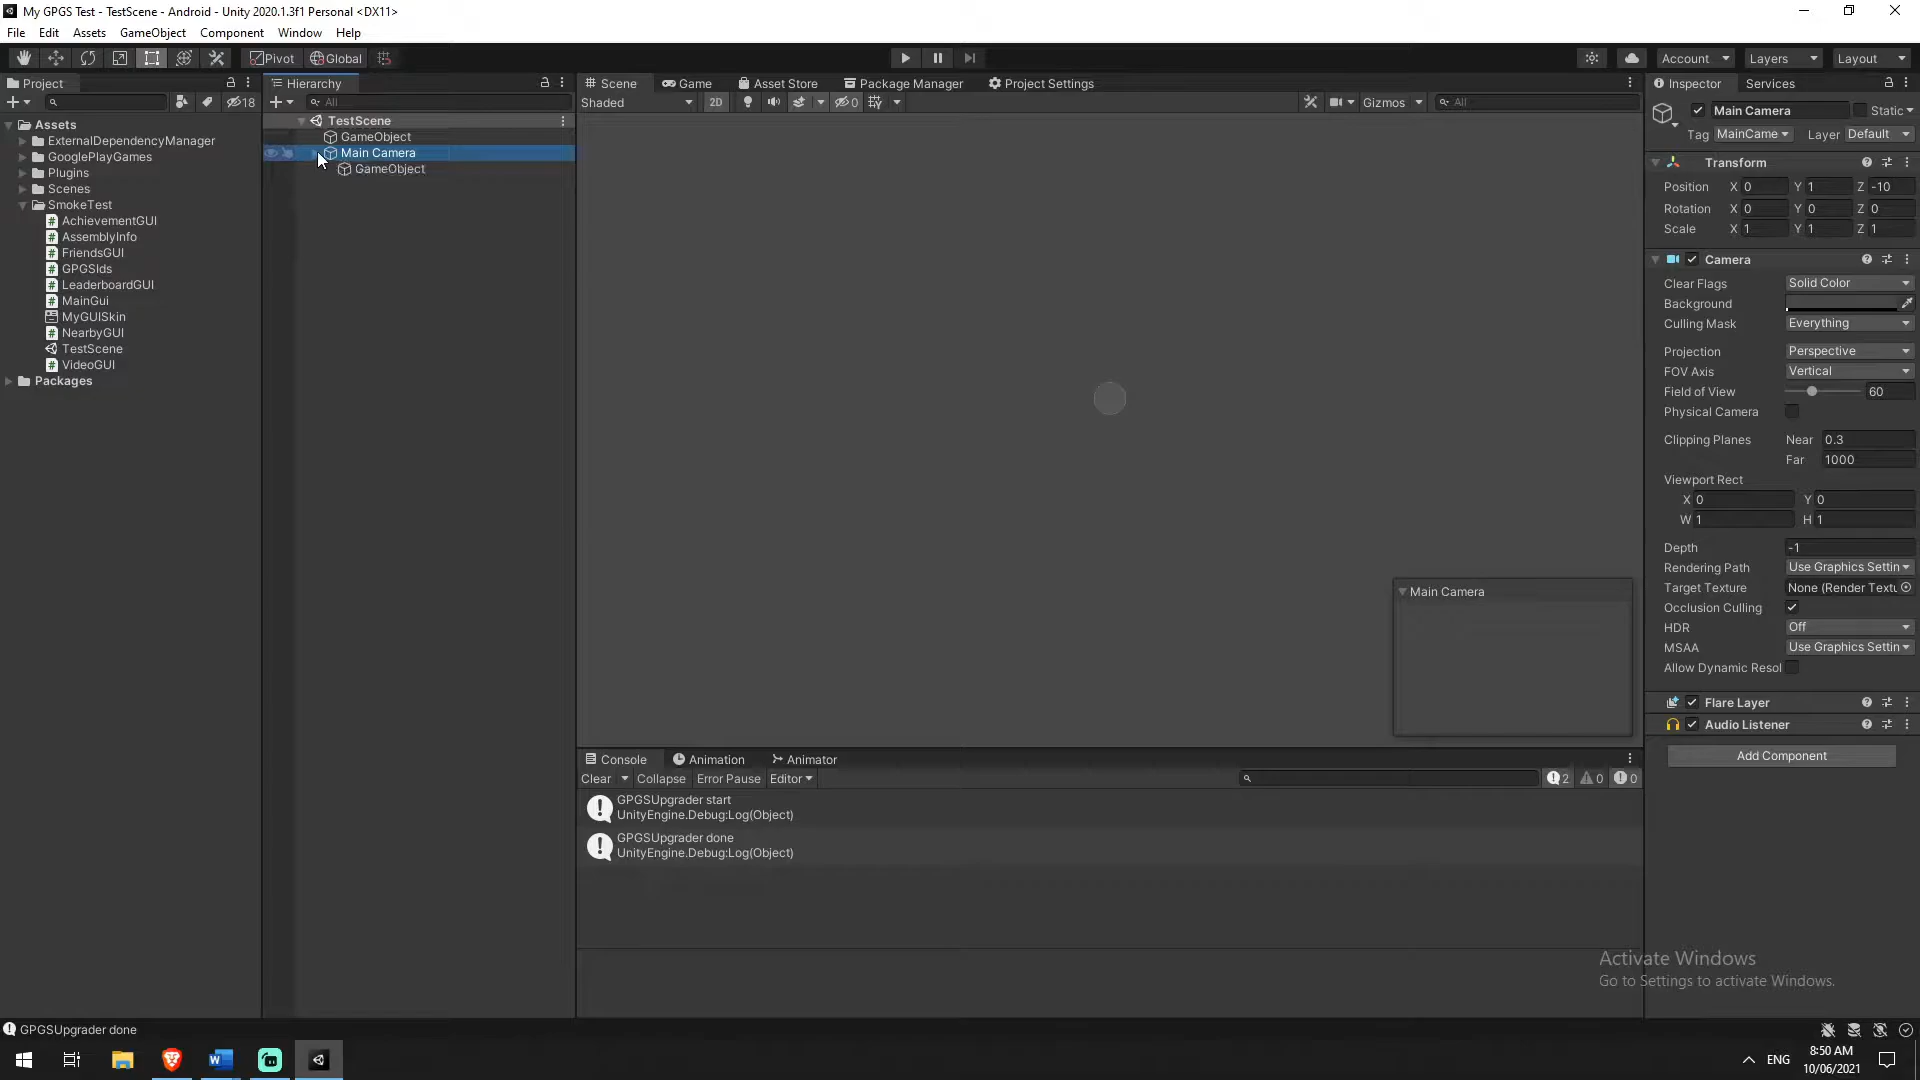 My GPGS Test - TestScene - Android - Unity 2020.1.3f1 Personal <DX11>
File Edit Assets GameObject Component Window Help
Pivot Global Account Layers Layout
Project
18
Assets
ExternalDependencyManager
GooglePlayGames
Plugins
Scenes
SmokeTest
AchievementGUI
AssemblyInfo
FriendsGUI
GPGSIds
LeaderboardGUI
MainGui
MyGUISkin
NearbyGUI
TestScene
VideoGUI
Packages
Hierarchy
All
TestScene
GameObject
Main Camera
GameObject
Scene Game Asset Store Package Manager Project Settings
Shaded 2D 0 Gizmos All
Main Camera
Console Animation Animator
Clear Collapse Error Pause Editor 2 0 0
GPGSUpgrader start
UnityEngine.Debug:Log(Object)
GPGSUpgrader done
UnityEngine.Debug:Log(Object)
Inspector Services
Main Camera Static
Tag MainCame Layer Default
Transform
Position X 0 Y 1 Z -10
Rotation X 0 Y 0 Z 0
Scale X 1 Y 1 Z 1
Camera
Clear Flags Solid Color
Background
Culling Mask Everything
Projection Perspective
FOV Axis Vertical
Field of View 60
Physical Camera
Clipping Planes Near 0.3
Far 1000
Viewport Rect
X 0 Y 0
W 1 H 1
Depth -1
Rendering Path Use Graphics Settin
Target Texture None (Render Textu
Occlusion Culling
HDR Off
MSAA Use Graphics Settin
Allow Dynamic Resol
Flare Layer
Audio Listener
Add Component
Activate Windows
Go to Settings to activate Windows.
GPGSUpgrader done
ENG 8:50 AM
10/06/2021